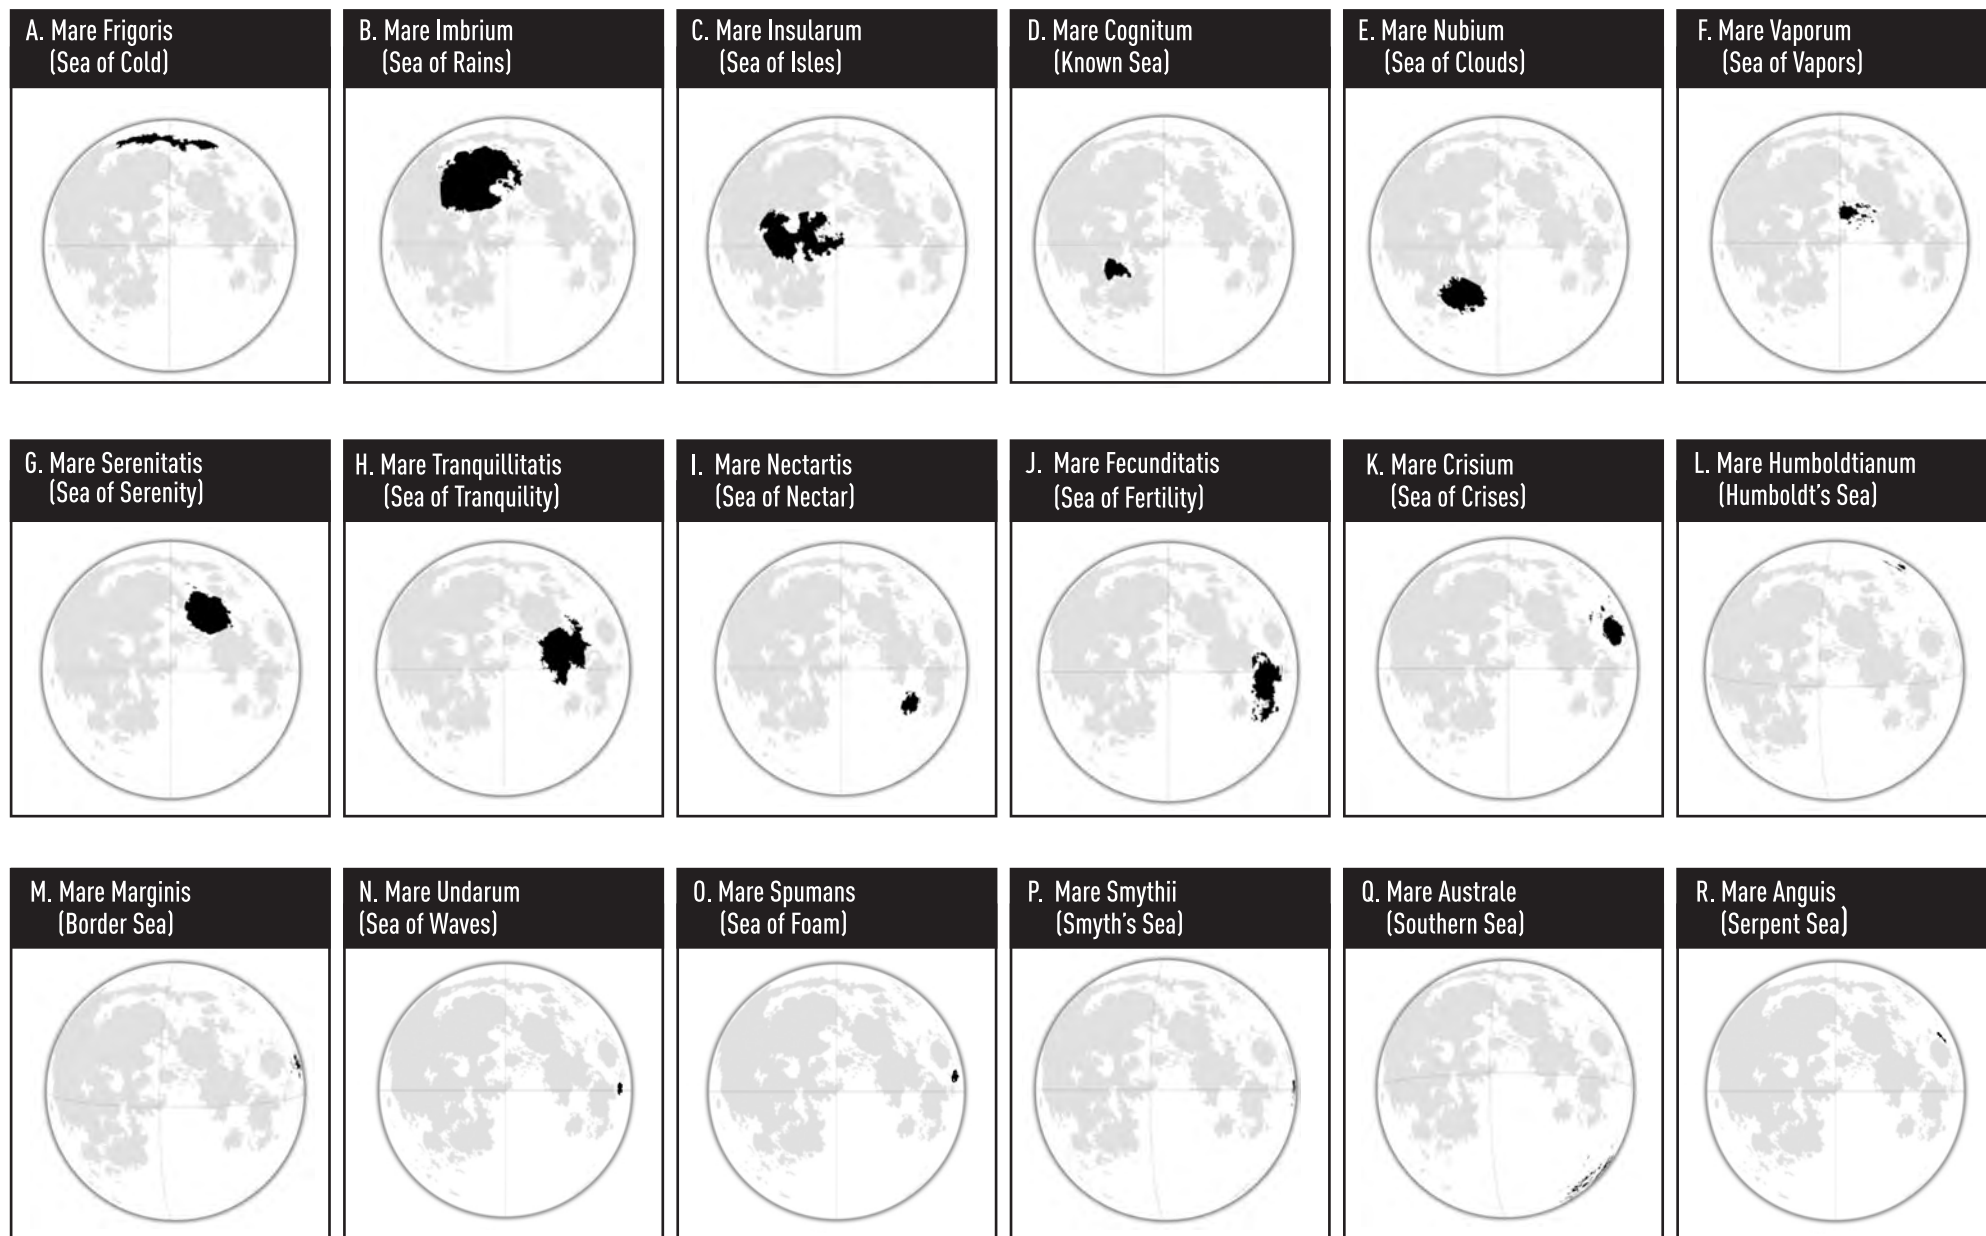 A. Mare Frigoris
(Sea of Cold)
B. Mare Imbrium
(Sea of Rains)
C. Mare Insularum
(Sea of Isles)
D. Mare Cognitum
(Known Sea)
E. Mare Nubium
(Sea of Clouds)
F. Mare Vaporum
(Sea of Vapors)
G. Mare Serenitatis
(Sea of Serenity)
H. Mare Tranquillitatis
(Sea of Tranquility)
I. Mare Nectartis
(Sea of Nectar)
J. Mare Fecunditatis
(Sea of Fertility)
K. Mare Crisium
(Sea of Crises)
L. Mare Humboldtianum
(Humboldt's Sea)
M. Mare Marginis
(Border Sea)
N. Mare Undarum
(Sea of Waves)
O. Mare Spumans
(Sea of Foam)
P. Mare Smythii
(Smyth's Sea)
Q. Mare Australe
(Southern Sea)
R. Mare Anguis
(Serpent Sea)